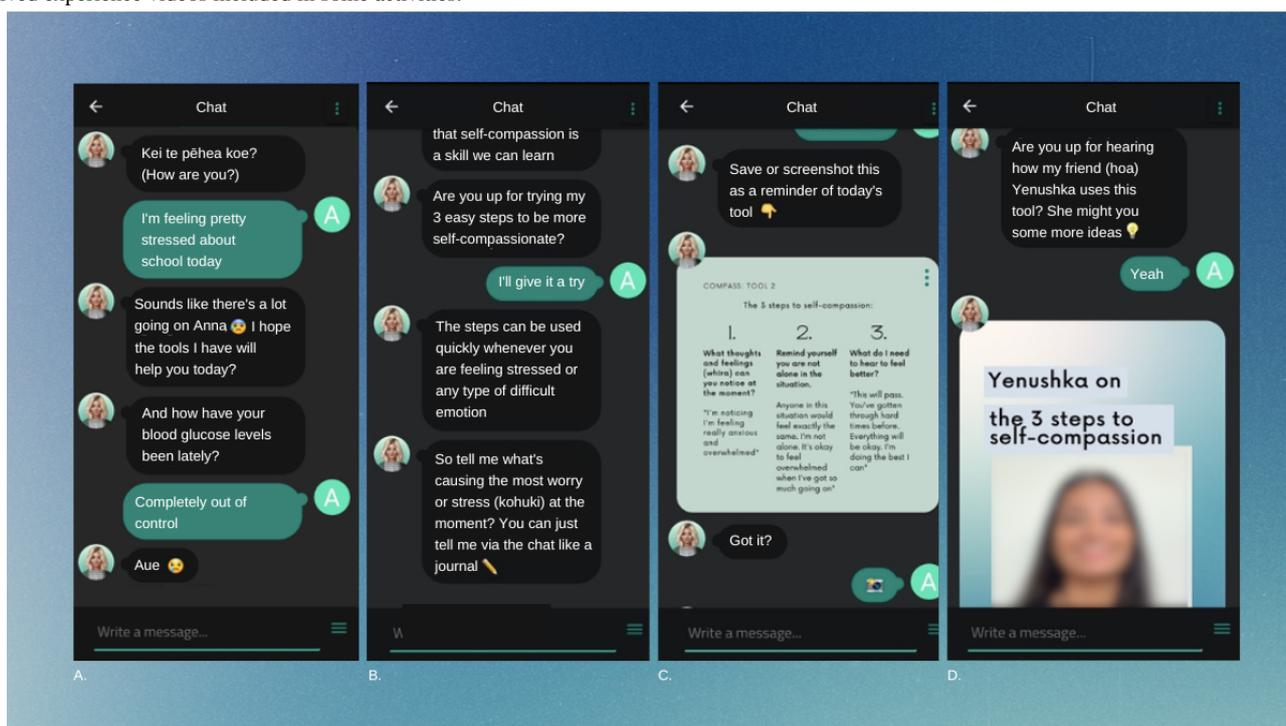 experience videos included in some activities.
Chat
Kei te pēhea koe?
(How are you?)
I'm feeling pretty
stressed about
school today
A
Sounds like there's a lot
going on Anna 😰 I hope
the tools I have will
help you today?
And how have your
blood glucose levels
been lately?
Completely out of
control
A
Aue 😢
Write a message...
A.
Chat
that self-compassion is
a skill we can learn
Are you up for trying my
3 easy steps to be more
self-compassionate?
I'll give it a try
A
The steps can be used
quickly whenever you
are feeling stressed or
any type of difficult
emotion
So tell me what's
causing the most worry
or stress (kohuki) at the
moment? You can just
tell me via the chat like a
journal ✏️
B.
Chat
Save or screenshot this
as a reminder of today's
tool 👇
COMPASS: TOOL 2
The 3 steps to self-compassion:
1.
What thoughts
and feelings
(whira) can
you notice at
the moment?
"I'm noticing
I'm feeling
really anxious
and
overwhelmed"
2.
Remind yourself
you are not
alone in the
situation.
Anyone in this
situation would
feel exactly the
same. I'm not
alone. It's okay
to feel
overwhelmed
when I've got so
much going on"
3.
What do I need
to hear to feel
better?
"This will pass.
You've gotten
through hard
times before.
Everything will
be okay. I'm
doing the best I
can"
Got it?
📸
A
Write a message...
C.
Chat
Are you up for hearing
how my friend (hoa)
Yenushka uses this
tool? She might you
some more ideas 💡
Yeah
A
Yenushka on
the 3 steps to
self-compassion
Write a message...
D.